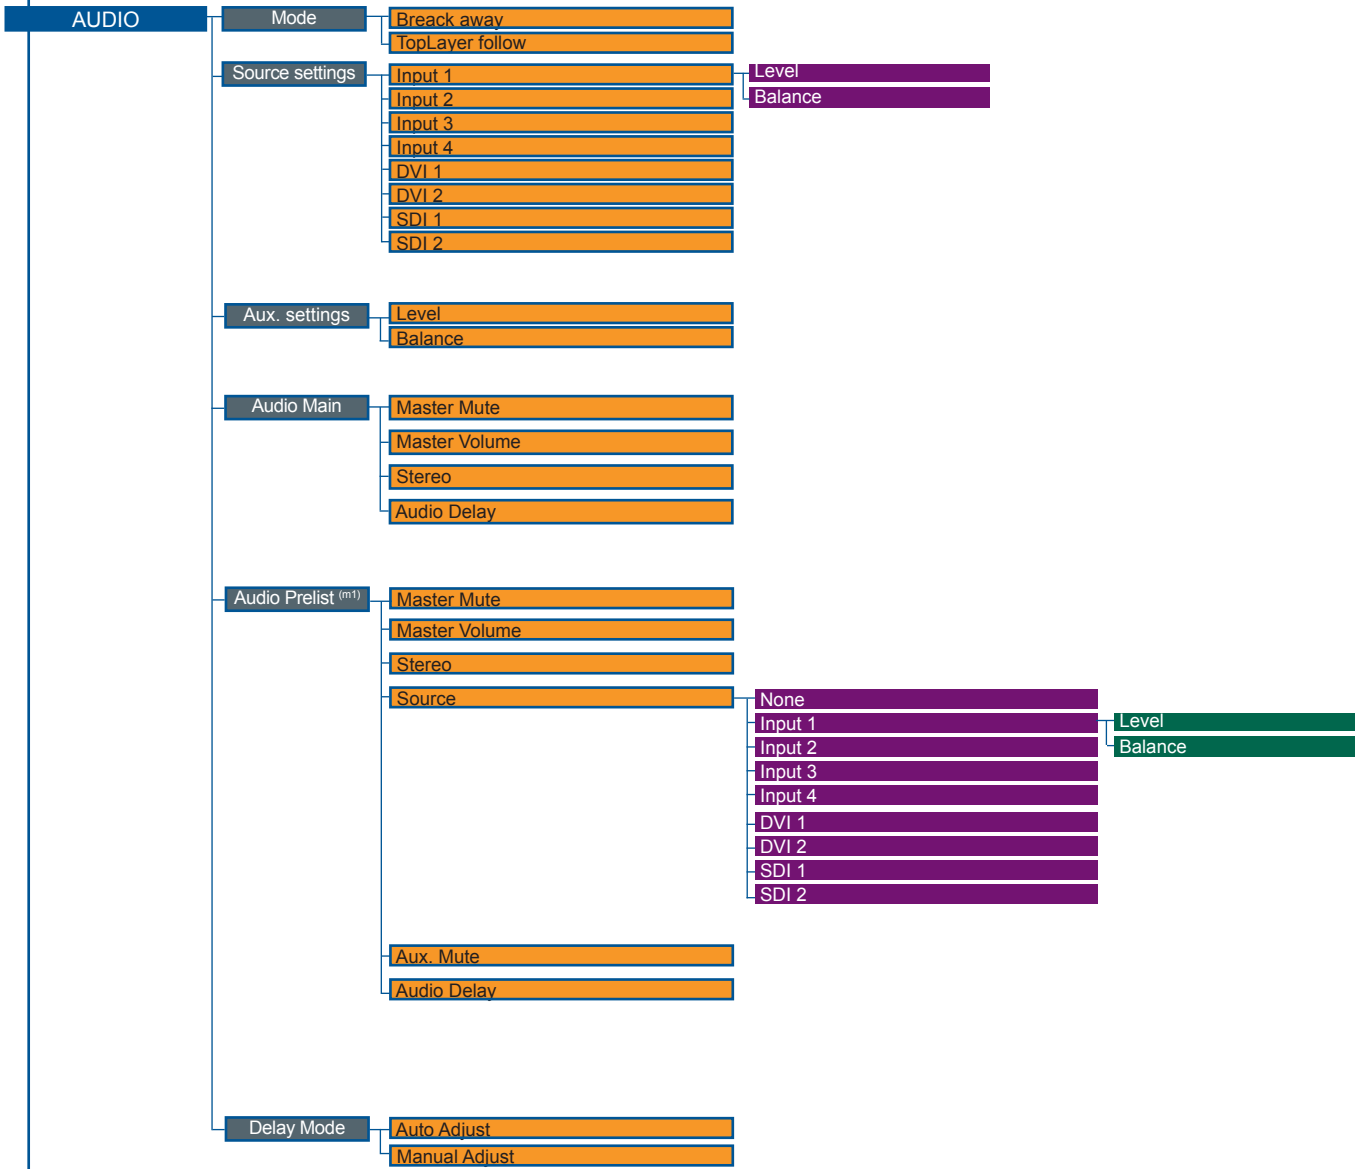 AUDIO
Mode
Breack away
TopLayer follow
Source settings
Input 1
Level
Balance
Input 2
Input 3
Input 4
DVI 1
DVI 2
SDI 1
SDI 2
Aux. settings
Level
Balance
Audio Main
Master Mute
Master Volume
Stereo
Audio Delay
Audio Prelist (m1)
Master Mute
Master Volume
Stereo
Source
None
Input 1
Level
Balance
Input 2
Input 3
Input 4
DVI 1
DVI 2
SDI 1
SDI 2
Aux. Mute
Audio Delay
Delay Mode
Auto Adjust
Manual Adjust